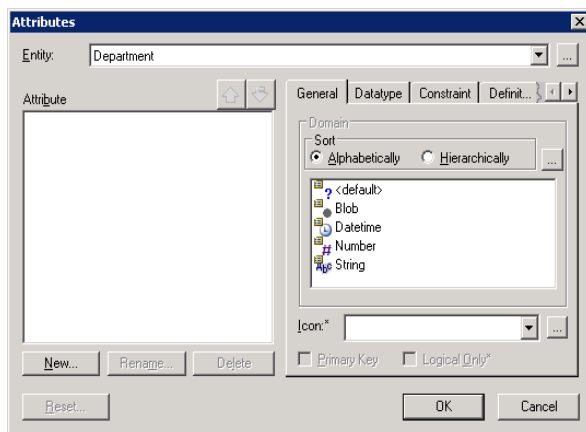 Attributes
Entity: Department ...
Attribute
General Datatype Constraint Definit...
Domain
Sort
Alphabetically Hierarchically ...
? <default>
Blob
Datetime
# Number
Abc String
Icon:* ...
New... Rename... Delete Primary Key Logical Only*
Reset... OK Cancel